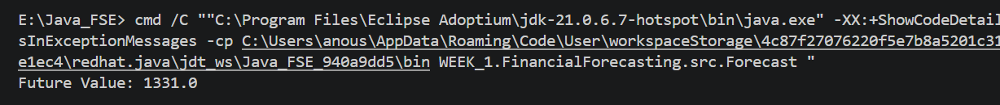 E:\Java_FSE> cmd /C ""C:\Program Files\Eclipse Adoptium\jdk-21.0.6.7-hotspot\bin\java.exe" -XX:+ShowCodeDetail
sInExceptionMessages -cp C:\Users\anous\AppData\Roaming\Code\User\workspaceStorage\4c87f27076220f5e7b8a5201c31
e1ec4\redhat.java\jdt_ws\Java_FSE_940a9dd5\bin WEEK_1.FinancialForecasting.src.Forecast "
Future Value: 1331.0